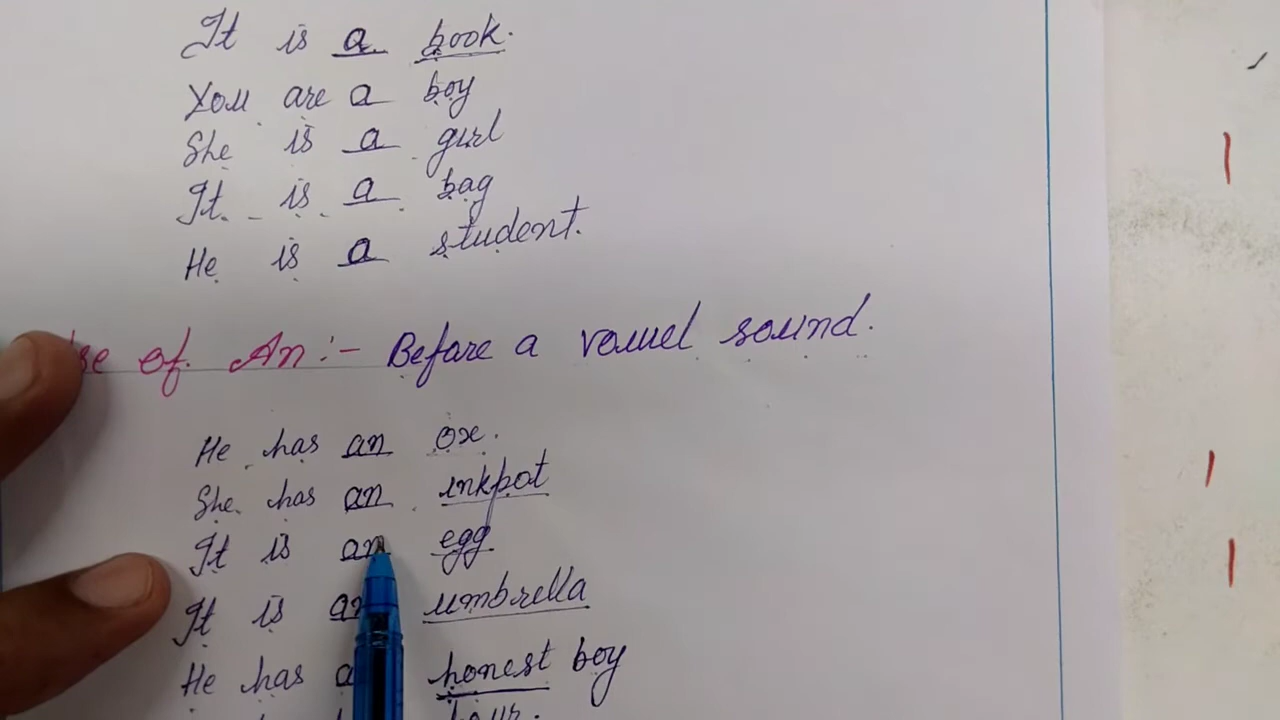 It is a book.
You are a boy
She is a girl
It is a bag
He is a student.
of An :- Before a vowel sound.
He has an ox.
She has an inkpot
It is an egg
It is an umbrella
He has honest boy
hour.